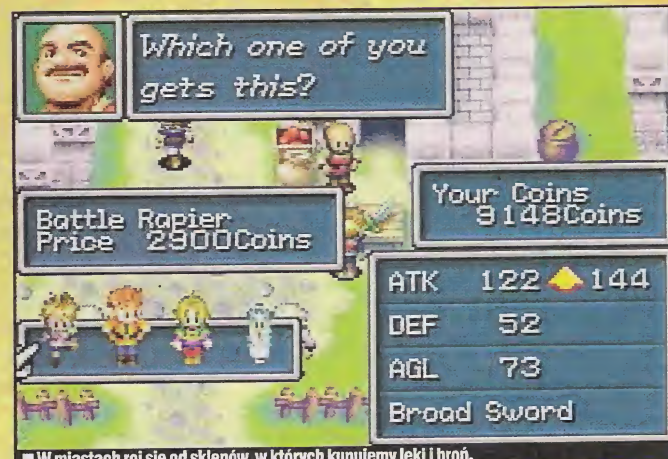 Which one of you
gets this?
Your Coins
9148Coins
Battle Rapier
Price 2900Coins
ATK 122 144
DEF 52
AGL 73
Broad Sword
W miastach roi się od sklepów, w których kupujemy leki i broń.